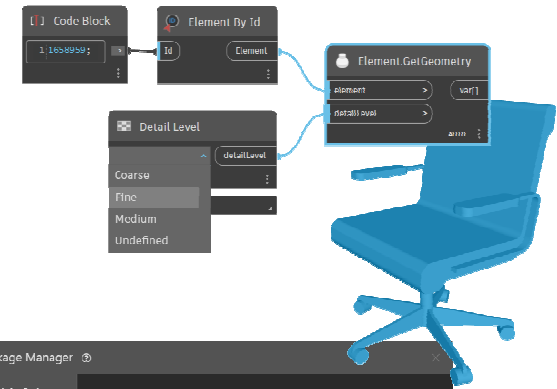 Code Block
1 1658959;
>
Element By Id
Id
Element
Element.GetGeometry
element >
var[]
detailLevel >
AUTO
Detail Level
detailLevel
Coarse
Fine
Medium
Undefined
kage Manager